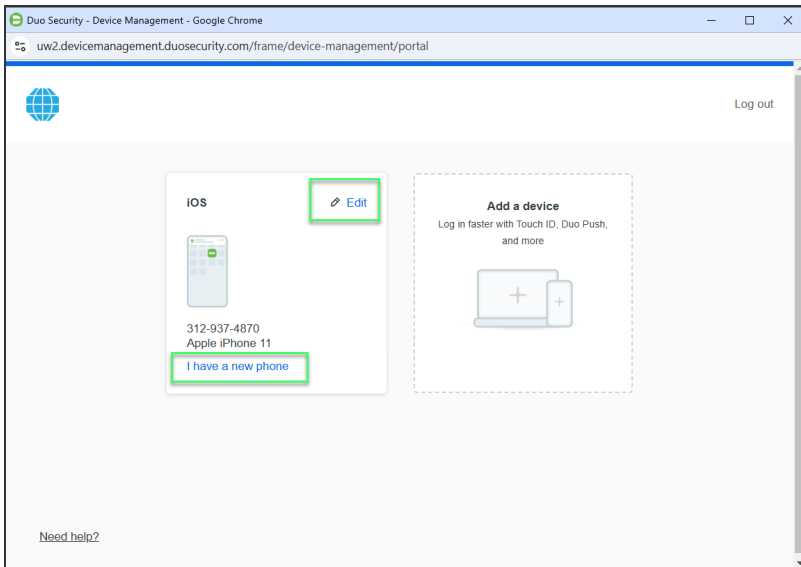 Duo Security - Device Management - Google Chrome
uw2.devicemanagement.duosecurity.com/frame/device-management/portal
Log out
iOS
Edit
312-937-4870
Apple iPhone 11
I have a new phone
Add a device
Log in faster with Touch ID, Duo Push,
and more
Need help?